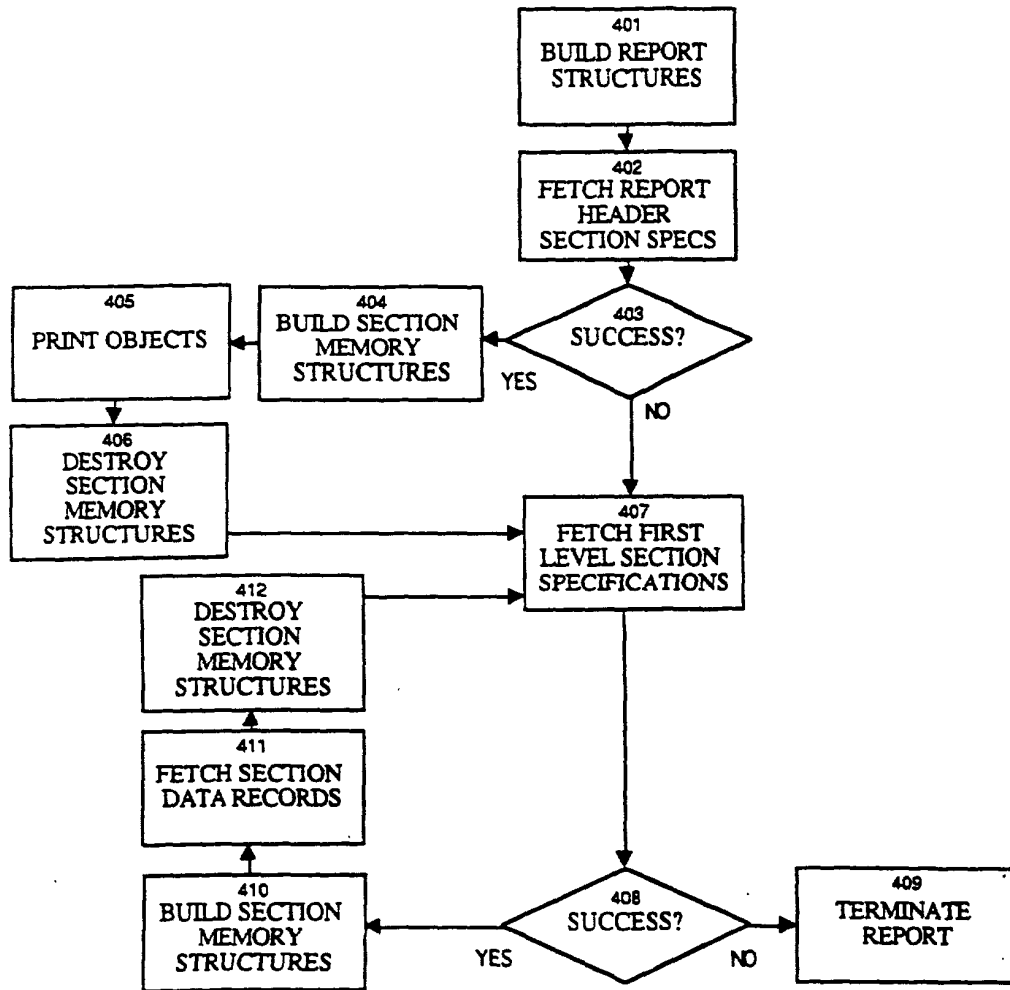 401
BUILD REPORT
STRUCTURES
402
FETCH REPORT
HEADER
SECTION SPECS
403
SUCCESS?
YES
NO
404
BUILD SECTION
MEMORY
STRUCTURES
405
PRINT OBJECTS
406
DESTROY
SECTION
MEMORY
STRUCTURES
407
FETCH FIRST
LEVEL SECTION
SPECIFICATIONS
412
DESTROY
SECTION
MEMORY
STRUCTURES
411
FETCH SECTION
DATA RECORDS
410
BUILD SECTION
MEMORY
STRUCTURES
408
SUCCESS?
YES
NO
409
TERMINATE
REPORT